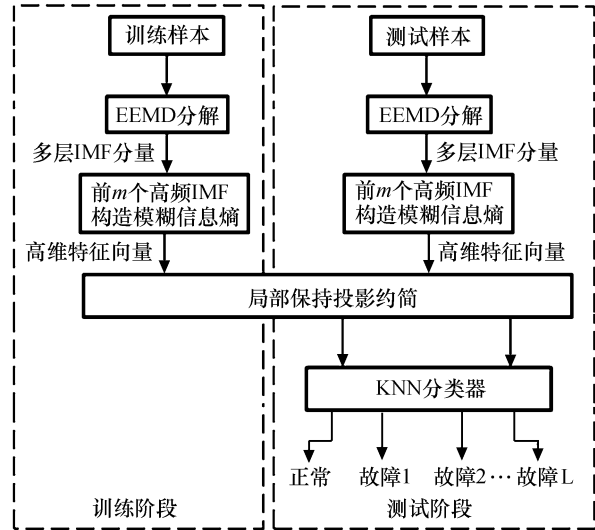 训练样本
测试样本
EEMD分解
EEMD分解
多层IMF分量
多层IMF分量
前m个高频IMF
构造模糊信息熵
前m个高频IMF
构造模糊信息熵
高维特征向量
高维特征向量
局部保持投影约简
KNN分类器
正常 故障1 故障2…故障L
训练阶段
测试阶段